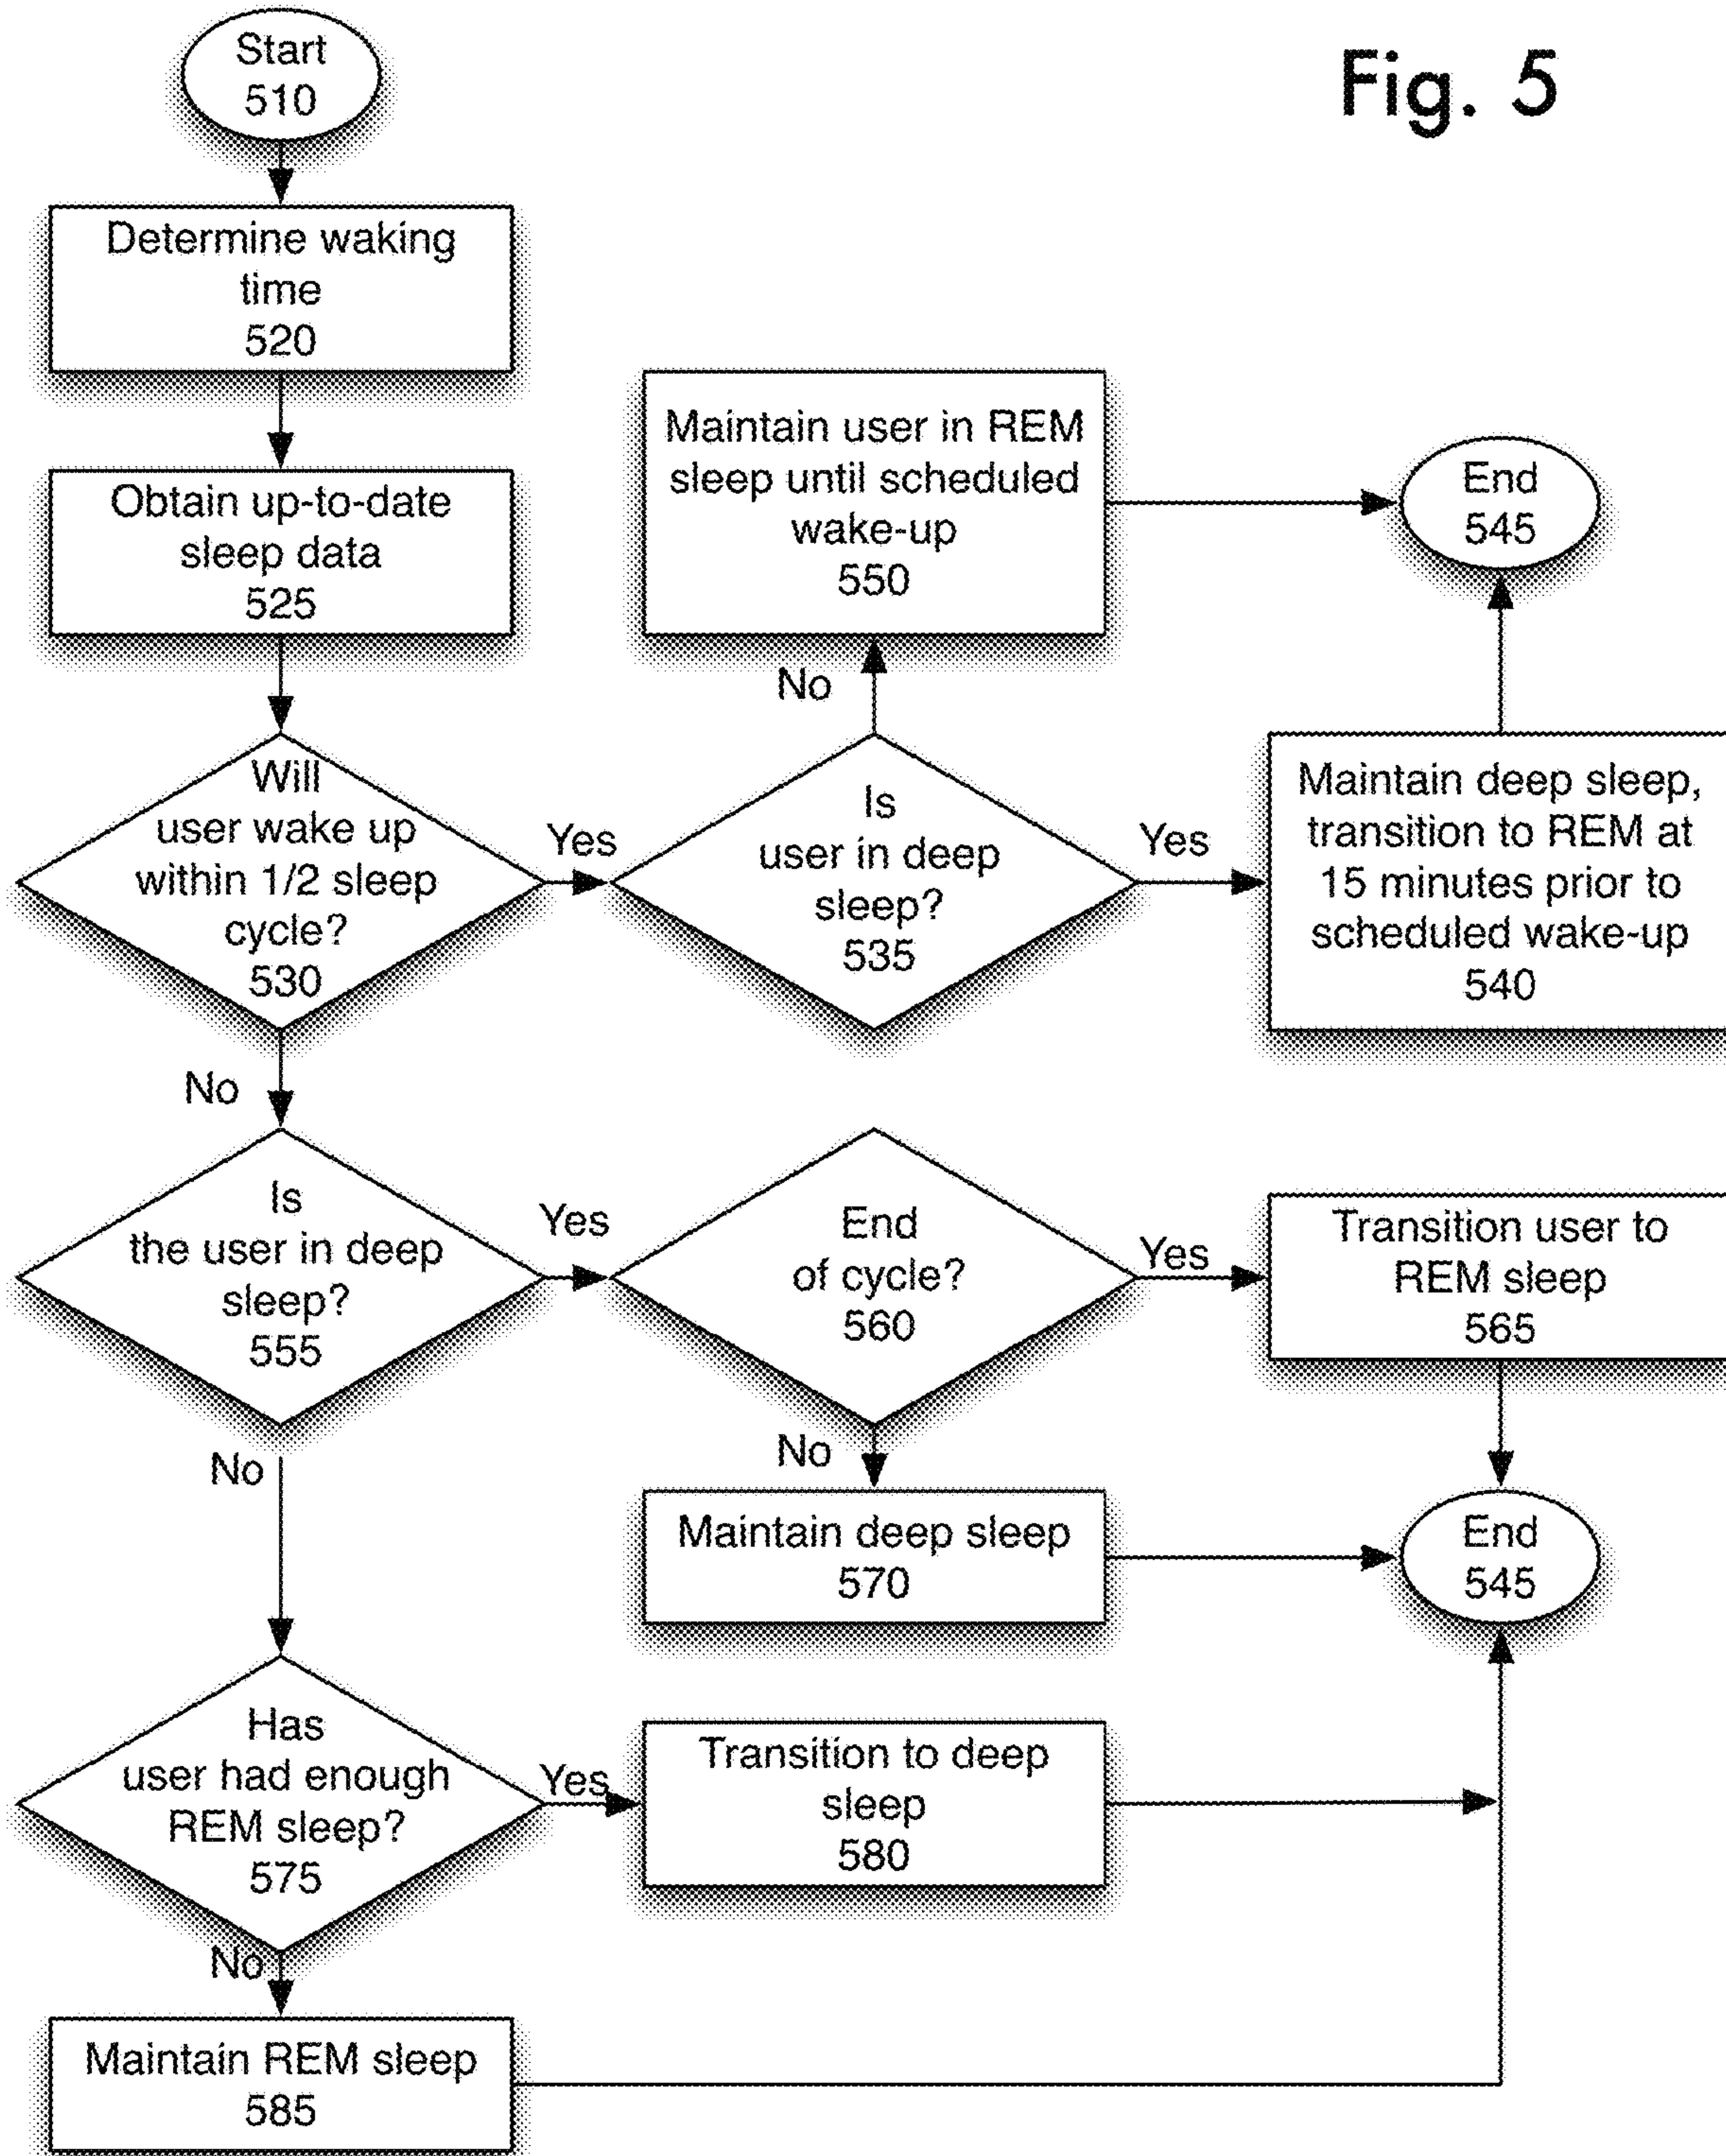 Fig. 5
Start
510
Determine waking
time
520
Obtain up-to-date
sleep data
525
Will
user wake up
within 1/2 sleep
cycle?
530
Yes
No
Is
user in deep
sleep?
535
No
Yes
Maintain user in REM
sleep until scheduled
wake-up
550
End
545
Maintain deep sleep,
transition to REM at
15 minutes prior to
scheduled wake-up
540
Is
the user in deep
sleep?
555
Yes
No
End
of cycle?
560
Yes
No
Transition user to
REM sleep
565
Maintain deep sleep
570
End
545
Has
user had enough
REM sleep?
575
Yes
No
Transition to deep
sleep
580
Maintain REM sleep
585